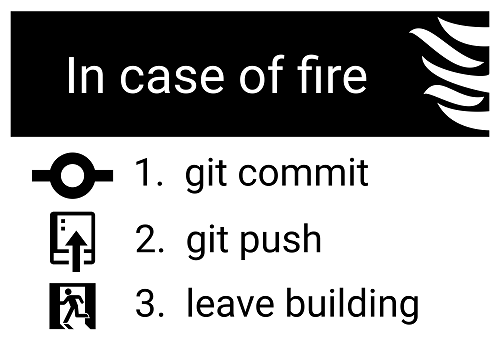 In case of fire
1. git commit
2. git push
3. leave building